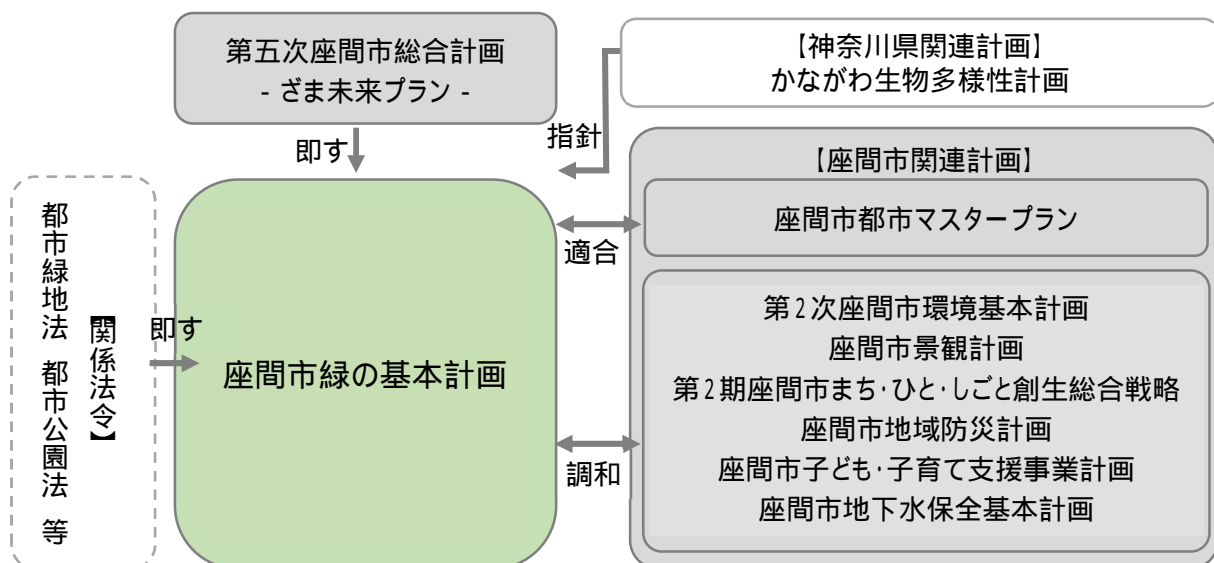 第五次座間市総合計画
- ざま未来プラン -
【神奈川県関連計画】
かながわ生物多様性計画
即す
指針
【座間市関連計画】
座間市都市マスタープラン
適合
【関係法令】
都市緑地法 都市公園法 等
即す
座間市緑の基本計画
第2次座間市環境基本計画
座間市景観計画
第2期座間市まち・ひと・しごと創生総合戦略
座間市地域防災計画
座間市子ども・子育て支援事業計画
座間市地下水保全基本計画
調和